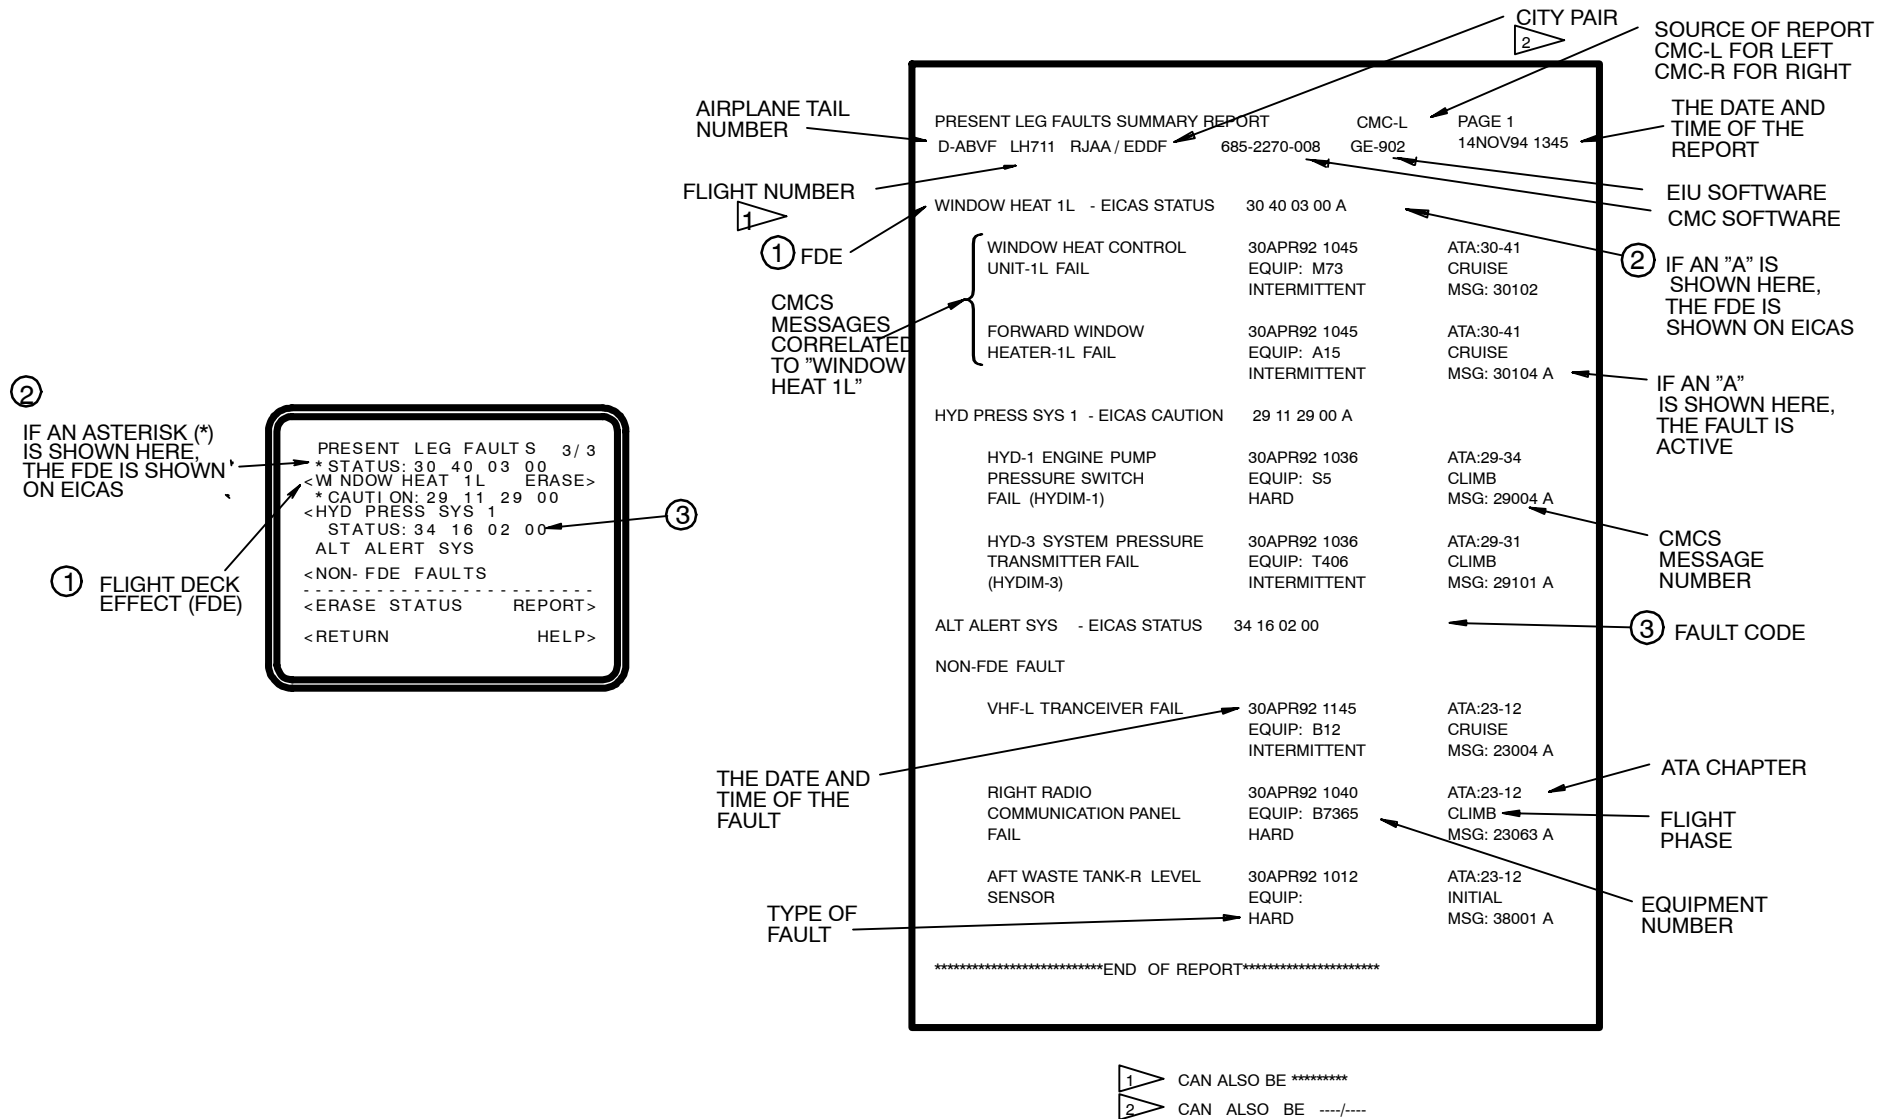 CITY PAIR
2
SOURCE OF REPORT
CMC-L FOR LEFT
CMC-R FOR RIGHT
AIRPLANE TAIL
NUMBER
THE DATE AND
TIME OF THE
REPORT
FLIGHT NUMBER
1
EIU SOFTWARE
CMC SOFTWARE
1 FDE
2 IF AN ”A” IS
SHOWN HERE,
THE FDE IS
SHOWN ON EICAS
CMCS
MESSAGES
CORRELATED
TO ”WINDOW
HEAT 1L”
IF AN ”A”
IS SHOWN HERE,
THE FAULT IS
ACTIVE
PRESENT LEG FAULTS SUMMARY REPORT CMC-L PAGE 1
D-ABVF LH711 RJAA / EDDF 685-2270-008 GE-902 14NOV94 1345
WINDOW HEAT 1L - EICAS STATUS 30 40 03 00 A
WINDOW HEAT CONTROL 30APR92 1045 ATA:30-41
UNIT-1L FAIL EQUIP: M73 CRUISE
INTERMITTENT MSG: 30102
FORWARD WINDOW 30APR92 1045 ATA:30-41
HEATER-1L FAIL EQUIP: A15 CRUISE
INTERMITTENT MSG: 30104 A
HYD PRESS SYS 1 - EICAS CAUTION 29 11 29 00 A
HYD-1 ENGINE PUMP 30APR92 1036 ATA:29-34
PRESSURE SWITCH EQUIP: S5 CLIMB
FAIL (HYDIM-1) HARD MSG: 29004 A
HYD-3 SYSTEM PRESSURE 30APR92 1036 ATA:29-31
TRANSMITTER FAIL EQUIP: T406 CLIMB
(HYDIM-3) INTERMITTENT MSG: 29101 A
ALT ALERT SYS - EICAS STATUS 34 16 02 00
NON-FDE FAULT
VHF-L TRANCEIVER FAIL 30APR92 1145 ATA:23-12
EQUIP: B12 CRUISE
INTERMITTENT MSG: 23004 A
RIGHT RADIO 30APR92 1040 ATA:23-12
COMMUNICATION PANEL EQUIP: B7365 CLIMB
FAIL HARD MSG: 23063 A
AFT WASTE TANK-R LEVEL 30APR92 1012 ATA:23-12
SENSOR EQUIP: INITIAL
HARD MSG: 38001 A
***************************END OF REPORT**********************
2
IF AN ASTERISK (*)
IS SHOWN HERE,
THE FDE IS SHOWN
ON EICAS
1 FLIGHT DECK
EFFECT (FDE)
PRESENT LEG FAULTS 3/3
*STATUS: 30 40 03 00
<WINDOW HEAT 1L ERASE>
*CAUTION: 29 11 29 00
<HYD PRESS SYS 1
STATUS: 34 16 02 00
ALT ALERT SYS
<NON-FDE FAULTS
- - - - - - - - - - - - - - - - - - - - - - - -
<ERASE STATUS REPORT>
<RETURN HELP>
3
CMCS
MESSAGE
NUMBER
3 FAULT CODE
THE DATE AND
TIME OF THE
FAULT
ATA CHAPTER
FLIGHT
PHASE
TYPE OF
FAULT
EQUIPMENT
NUMBER
1 CAN ALSO BE *********
2 CAN ALSO BE ----/----